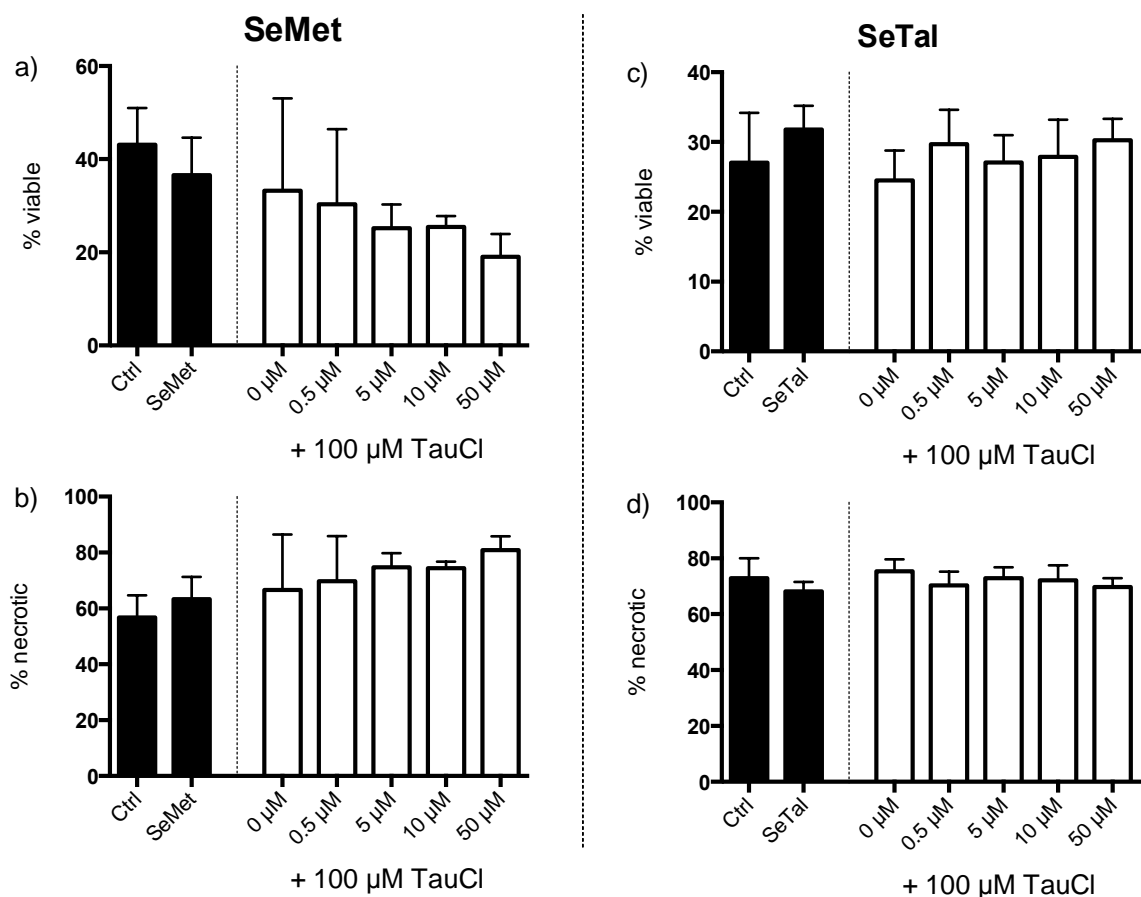 SeMet
SeTal
a)
% viable
60
40
20
0
Ctrl
SeMet
0 µM
0.5 µM
5 µM
10 µM
50 µM
+ 100 µM TauCl
c)
% viable
40
30
20
10
0
Ctrl
SeTal
0 µM
0.5 µM
5 µM
10 µM
50 µM
+ 100 µM TauCl
b)
% necrotic
100
80
60
40
20
0
Ctrl
SeMet
0 µM
0.5 µM
5 µM
10 µM
50 µM
+ 100 µM TauCl
d)
% necrotic
100
80
60
40
20
0
Ctrl
SeTal
0 µM
0.5 µM
5 µM
10 µM
50 µM
+ 100 µM TauCl